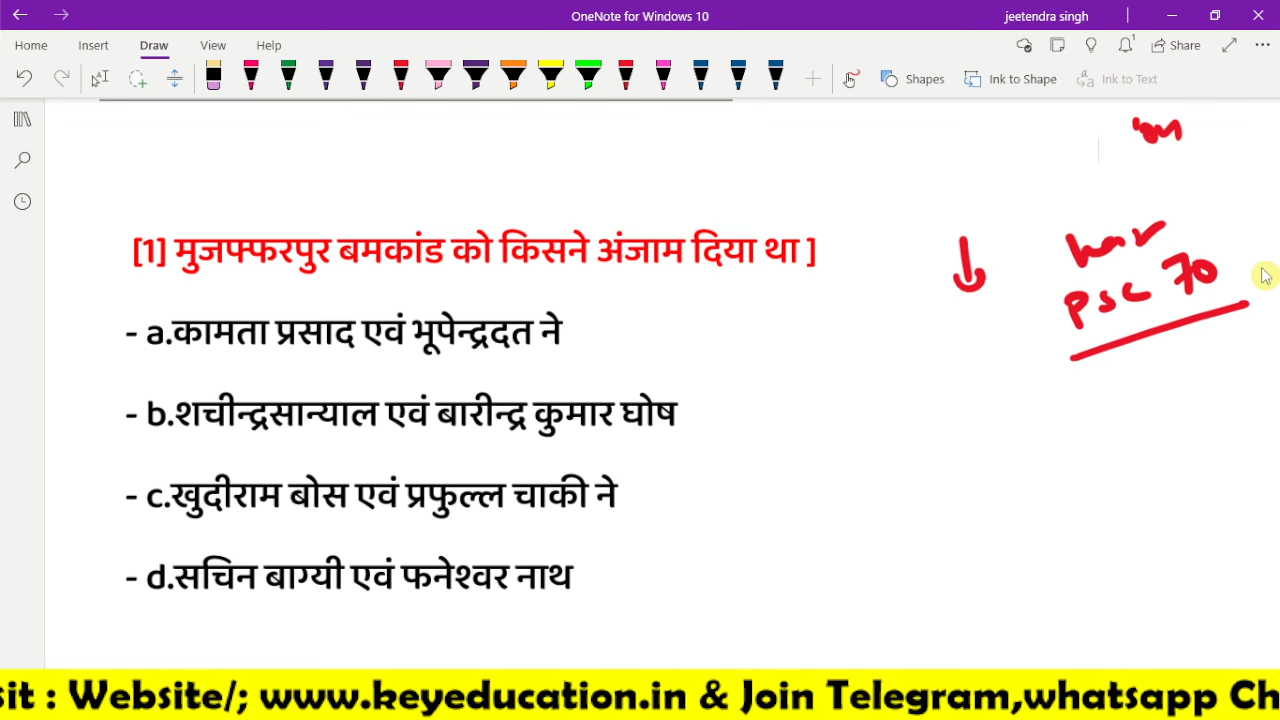 OneNote for Windows 10
jeetendra singh
Home Insert Draw View Help
Share
Shapes
Ink to Shape
Ink to Text
[1] मुजफ्फरपुर बमकांड को किसने अंजाम दिया था ]
- a.कामता प्रसाद एवं भूपेन्द्रदत ने
- b.शचीन्द्रसान्याल एवं बारीन्द्र कुमार घोष
- c.खुदीराम बोस एवं प्रफुल्ल चाकी ने
- d.सचिन बाग्यी एवं फनेश्वर नाथ
har
psc 70
sit : Website/; www.keyeducation.in & Join Telegram,whatsapp Ch